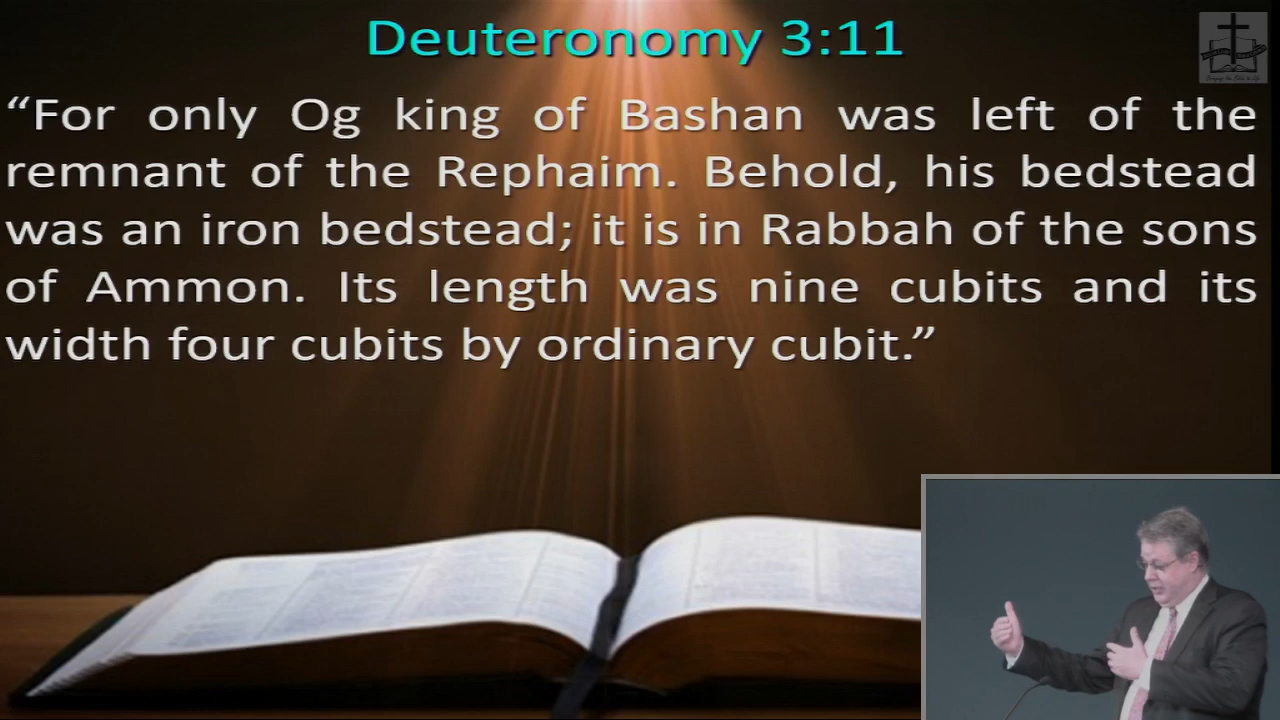 Deuteronomy 3:11
“For only Og king of Bashan was left of the
remnant of the Rephaim. Behold, his bedstead
was an iron bedstead; it is in Rabbah of the sons
of Ammon. Its length was nine cubits and its
width four cubits by ordinary cubit.”